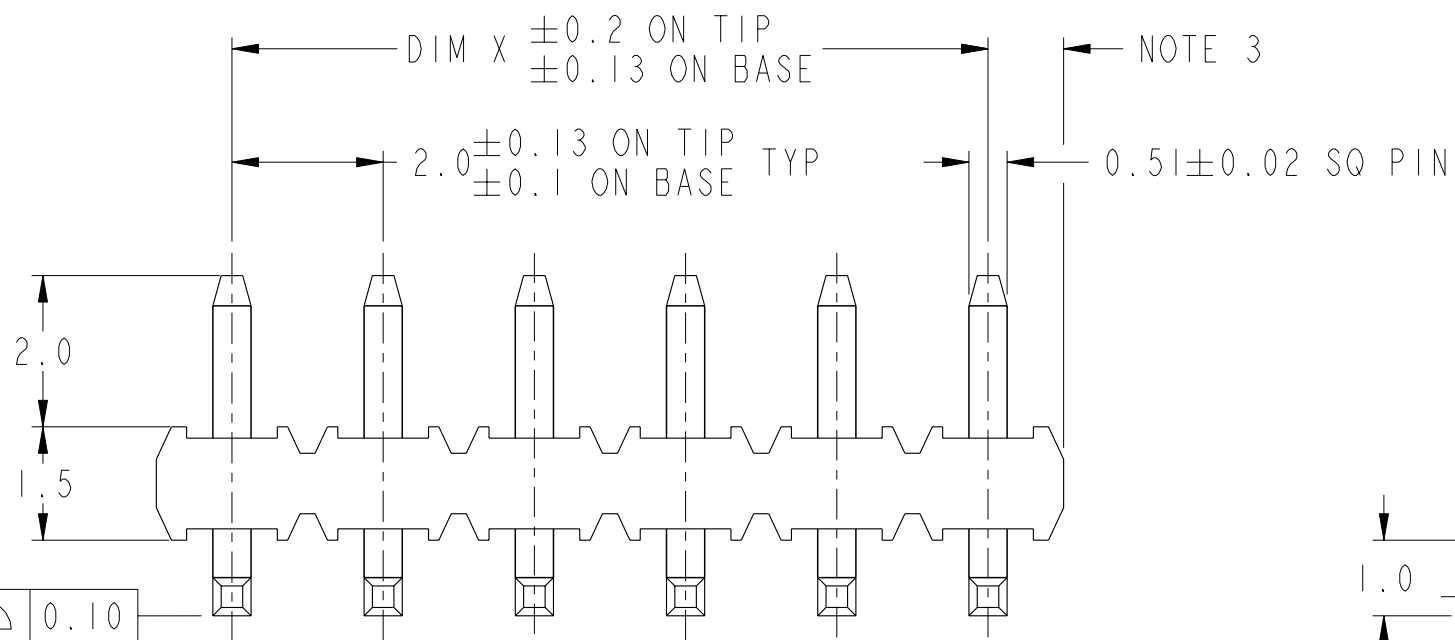 DIM X ±0.2 ON TIP
±0.13 ON BASE
NOTE 3
2.0 ±0.13 ON TIP
±0.1 ON BASE
TYP
0.51±0.02 SQ PIN
2.0
1.5
1.0
0.10